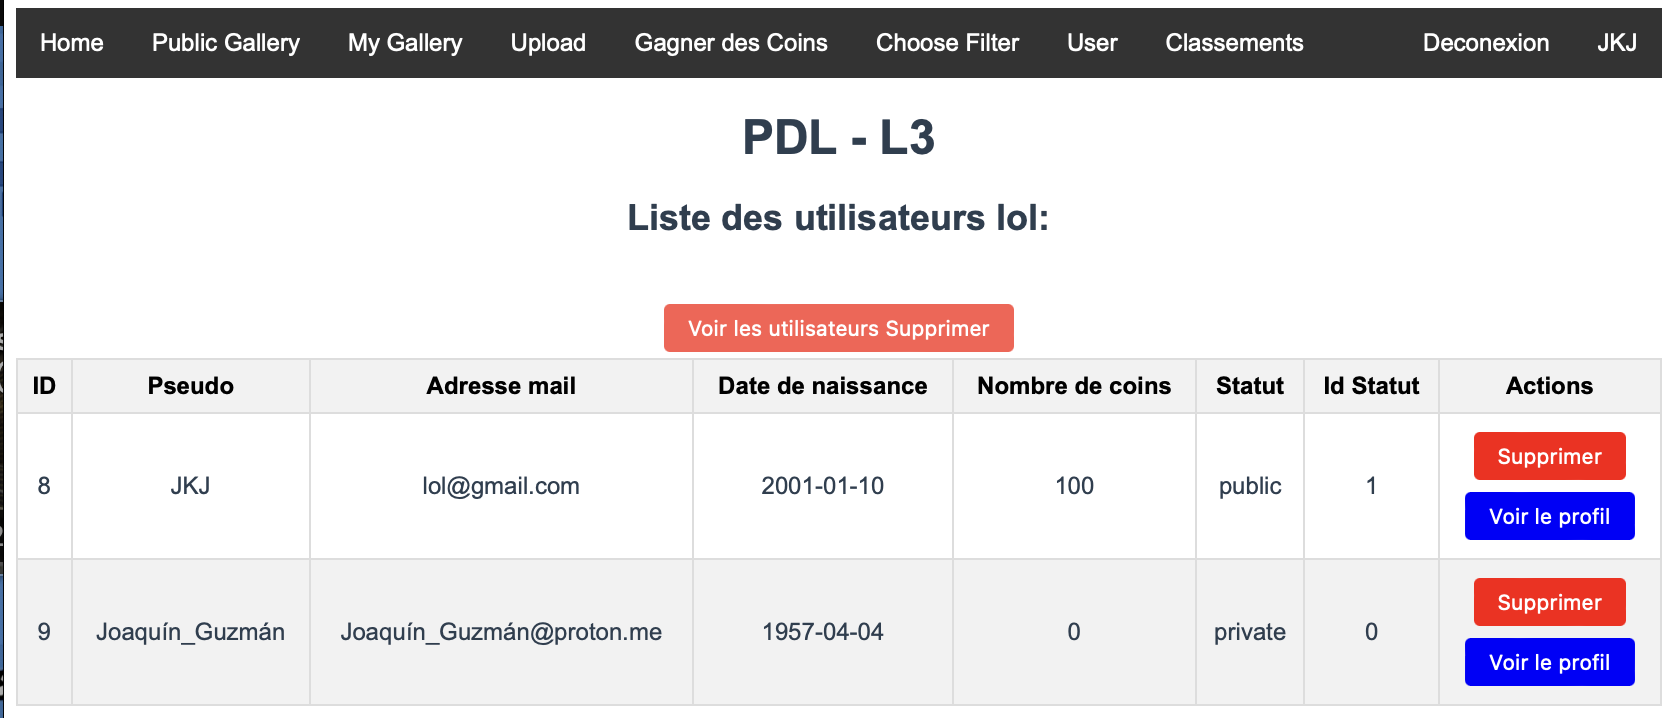 Home Public Gallery My Gallery Upload Gagner des Coins Choose Filter User Classements Deconexion JKJ
PDL - L3
Liste des utilisateurs lol:
Voir les utilisateurs Supprimer
ID Pseudo Adresse mail Date de naissance Nombre de coins Statut Id Statut Actions
8 JKJ lol@gmail.com 2001-01-10 100 public 1 Supprimer
Voir le profil
9 Joaquín_Guzmán Joaquín_Guzmán@proton.me 1957-04-04 0 private 0 Supprimer
Voir le profil